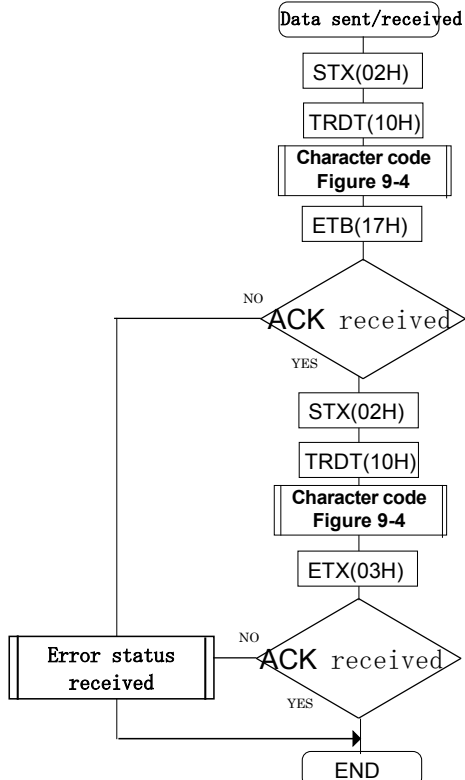 Data sent/received
STX(02H)
TRDT(10H)
Character code
Figure 9-4
ETB(17H)
NO
ACK received
YES
STX(02H)
TRDT(10H)
Character code
Figure 9-4
ETX(03H)
Error status
received
NO
ACK received
YES
END